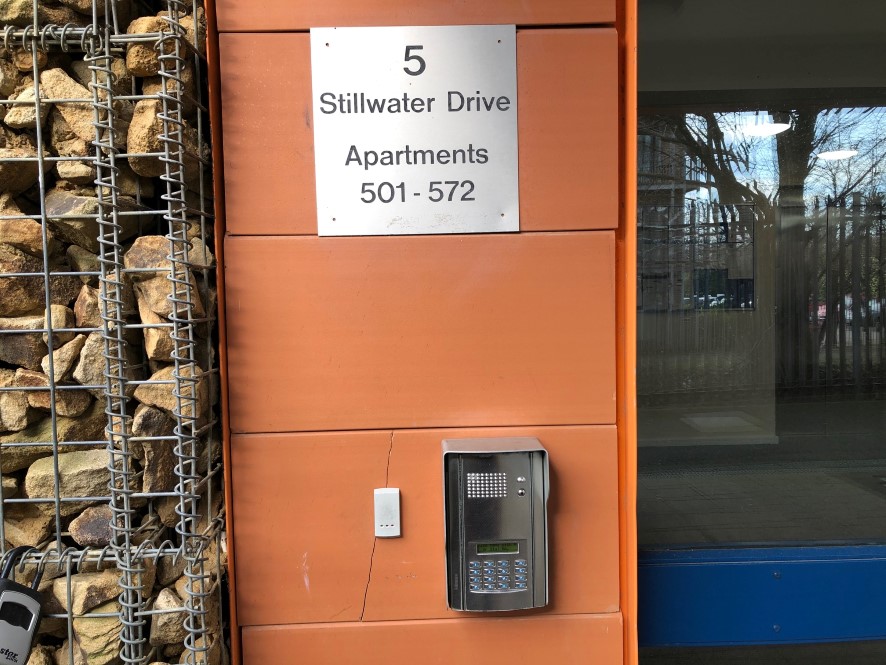 5
Stillwater Drive
Apartments
501 - 572